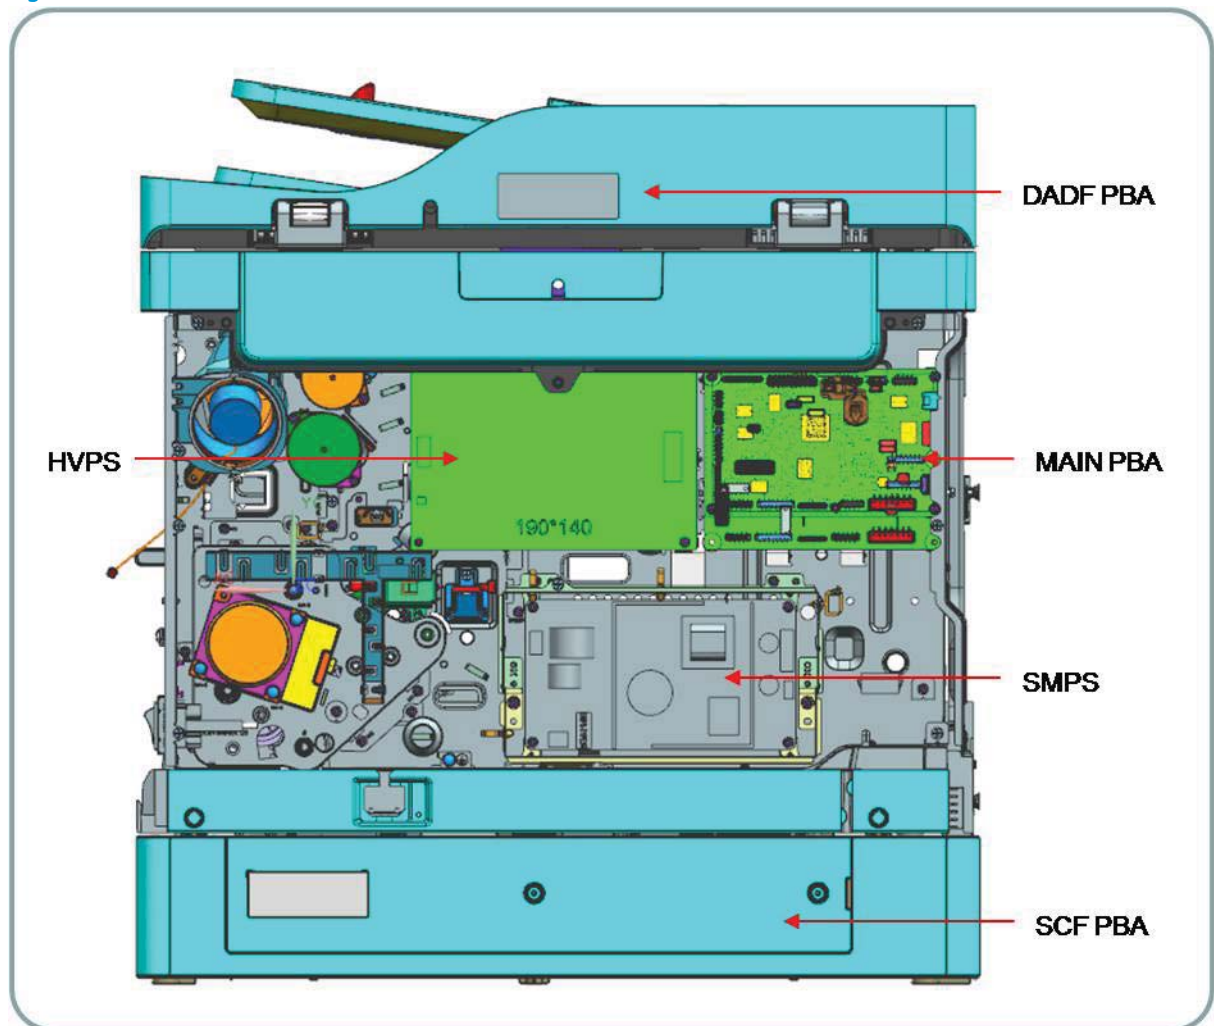 DADF PBA
HVPS
MAIN PBA
190*140
SMPS
SCF PBA